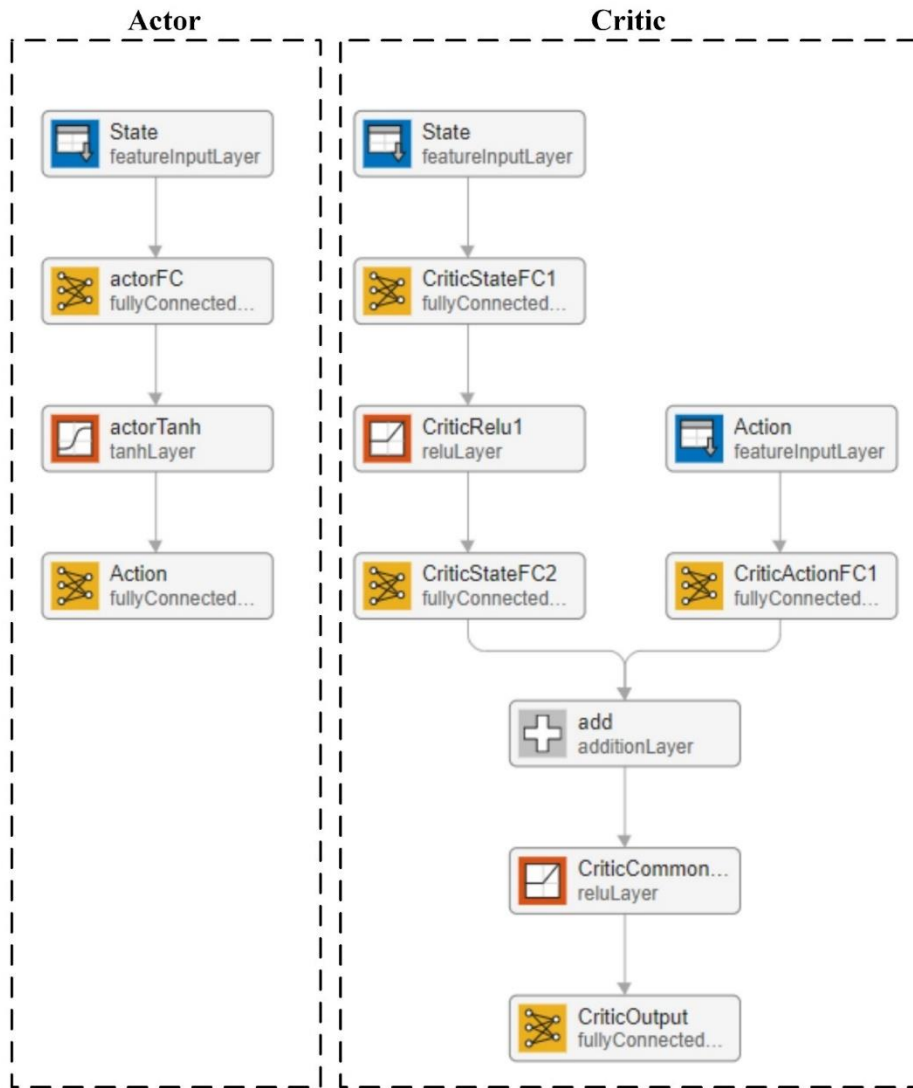 Actor
State
featureInputLayer
actorFC
fullyConnected...
actorTanh
tanhLayer
Action
fullyConnected...
Critic
State
featureInputLayer
CriticStateFC1
fullyConnected...
CriticRelu1
reluLayer
CriticStateFC2
fullyConnected...
Action
featureInputLayer
CriticActionFC1
fullyConnected...
add
additionLayer
CriticCommon...
reluLayer
CriticOutput
fullyConnected...